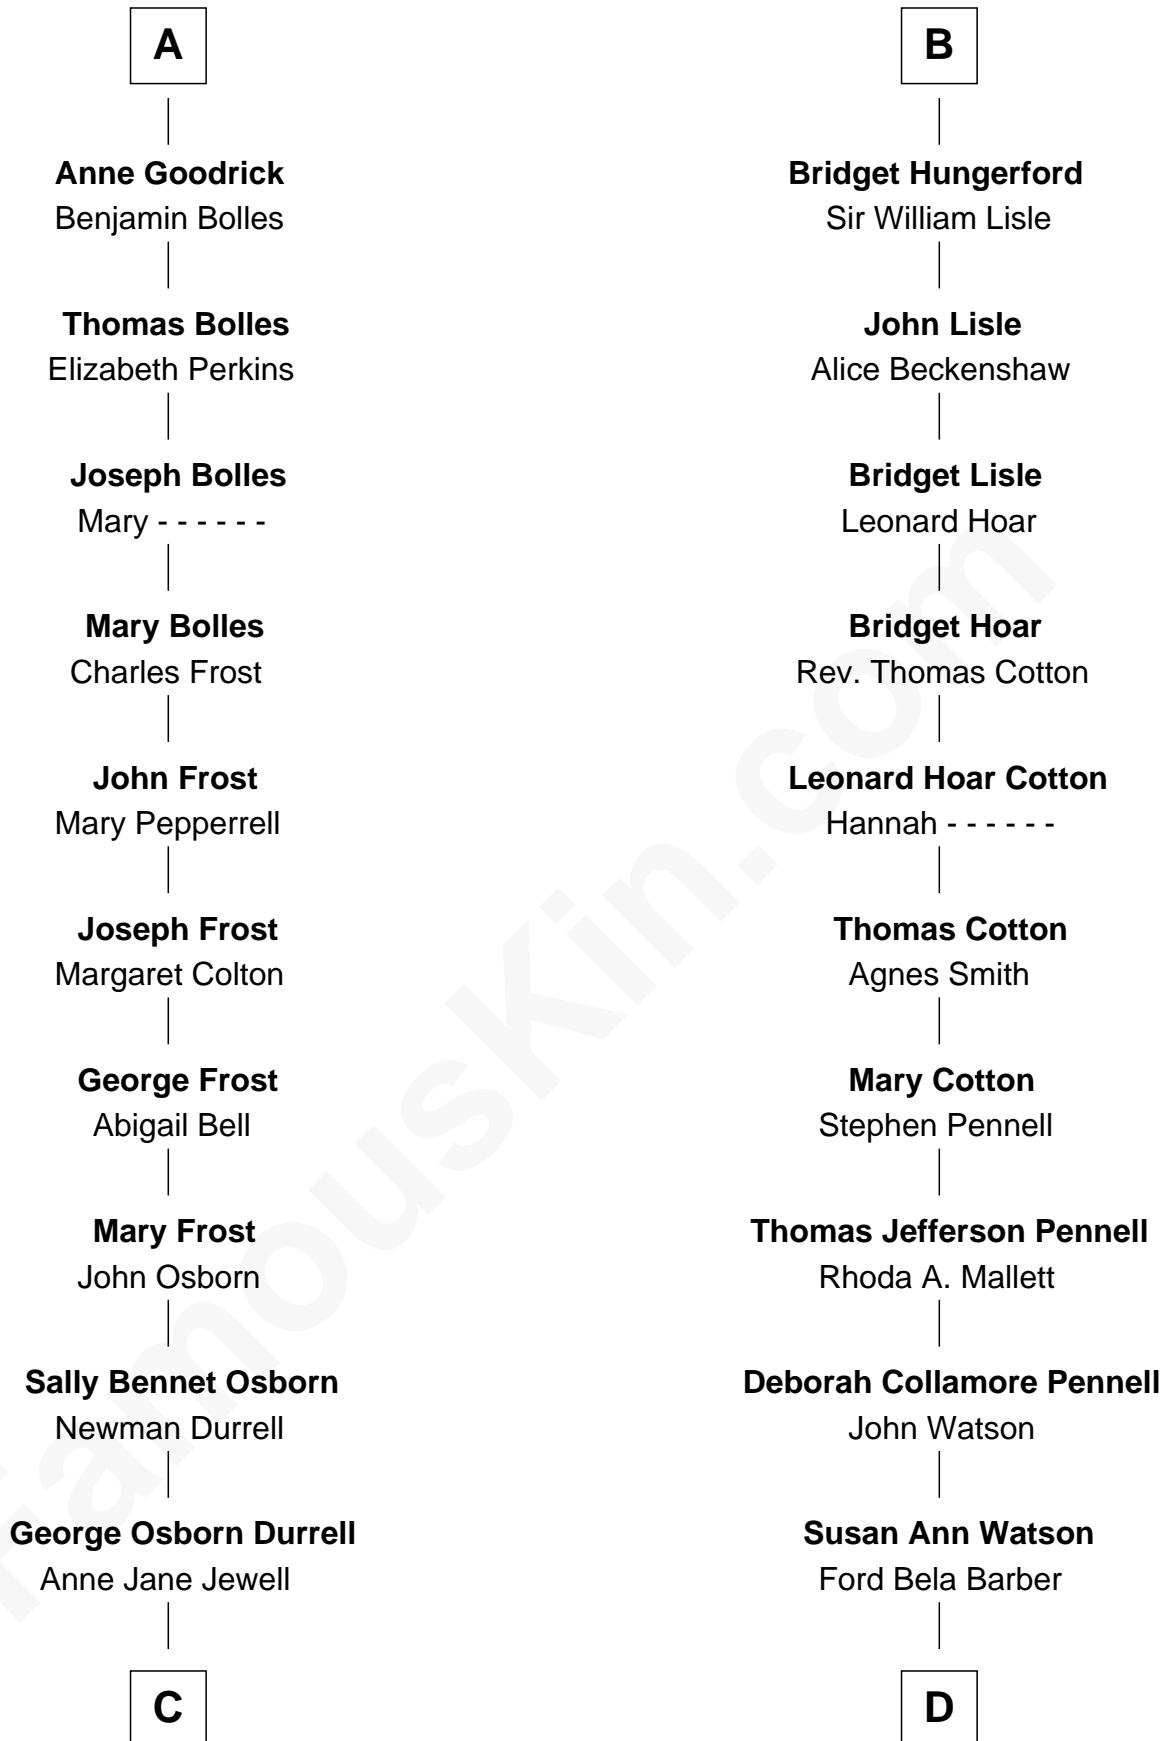 A
Anne Goodrick
Benjamin Bolles
Thomas Bolles
Elizabeth Perkins
Joseph Bolles
Mary - - - - - -
Mary Bolles
Charles Frost
John Frost
Mary Pepperrell
Joseph Frost
Margaret Colton
George Frost
Abigail Bell
Mary Frost
John Osborn
Sally Bennet Osborn
Newman Durrell
George Osborn Durrell
Anne Jane Jewell
C
B
Bridget Hungerford
Sir William Lisle
John Lisle
Alice Beckenshaw
Bridget Lisle
Leonard Hoar
Bridget Hoar
Rev. Thomas Cotton
Leonard Hoar Cotton
Hannah - - - - - -
Thomas Cotton
Agnes Smith
Mary Cotton
Stephen Pennell
Thomas Jefferson Pennell
Rhoda A. Mallett
Deborah Collamore Pennell
John Watson
Susan Ann Watson
Ford Bela Barber
D
FamousKin.com